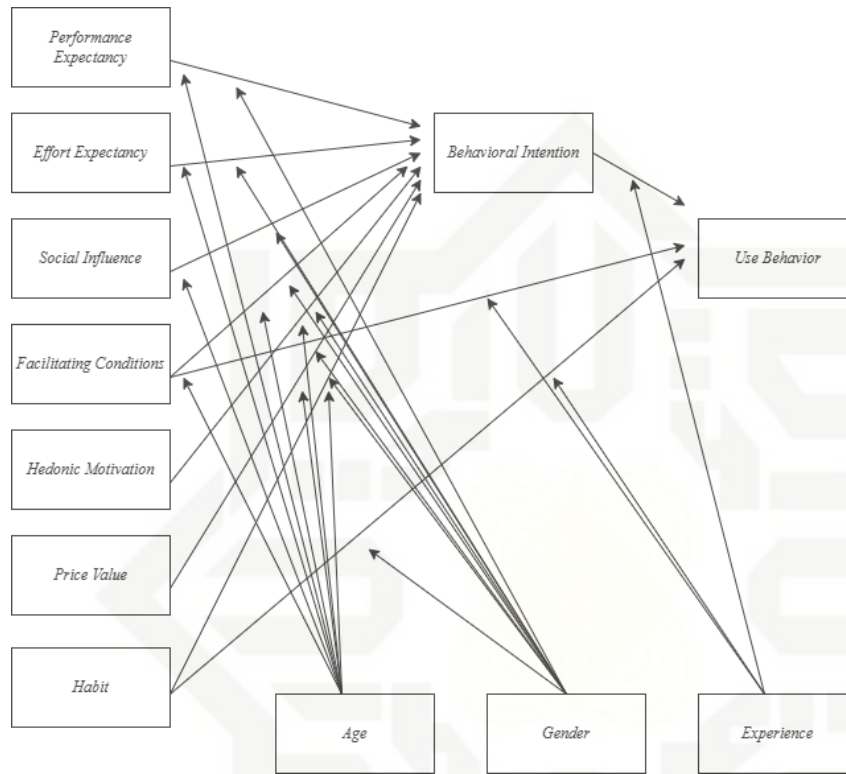 Performance
Expectancy
Effort Expectancy
Behavioral Intention
Social Influence
Use Behavior
Facilitating Conditions
Hedonic Motivation
Price Value
Habit
Age
Gender
Experience